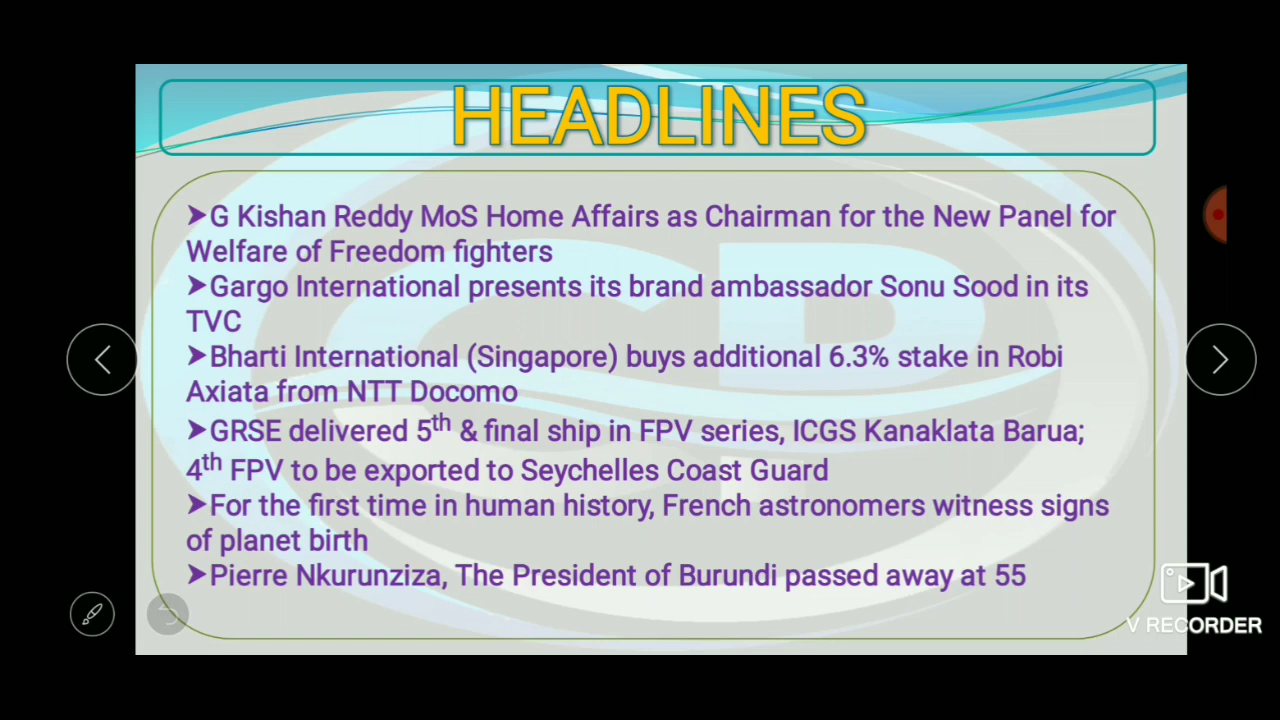 HEADLINES
➤G Kishan Reddy MoS Home Affairs as Chairman for the New Panel for
Welfare of Freedom fighters
➤Gargo International presents its brand ambassador Sonu Sood in its
TVC
➤Bharti International (Singapore) buys additional 6.3% stake in Robi
Axiata from NTT Docomo
➤GRSE delivered 5th & final ship in FPV series, ICGS Kanaklata Barua;
4th FPV to be exported to Seychelles Coast Guard
➤For the first time in human history, French astronomers witness signs
of planet birth
➤Pierre Nkurunziza, The President of Burundi passed away at 55
V RECORDER